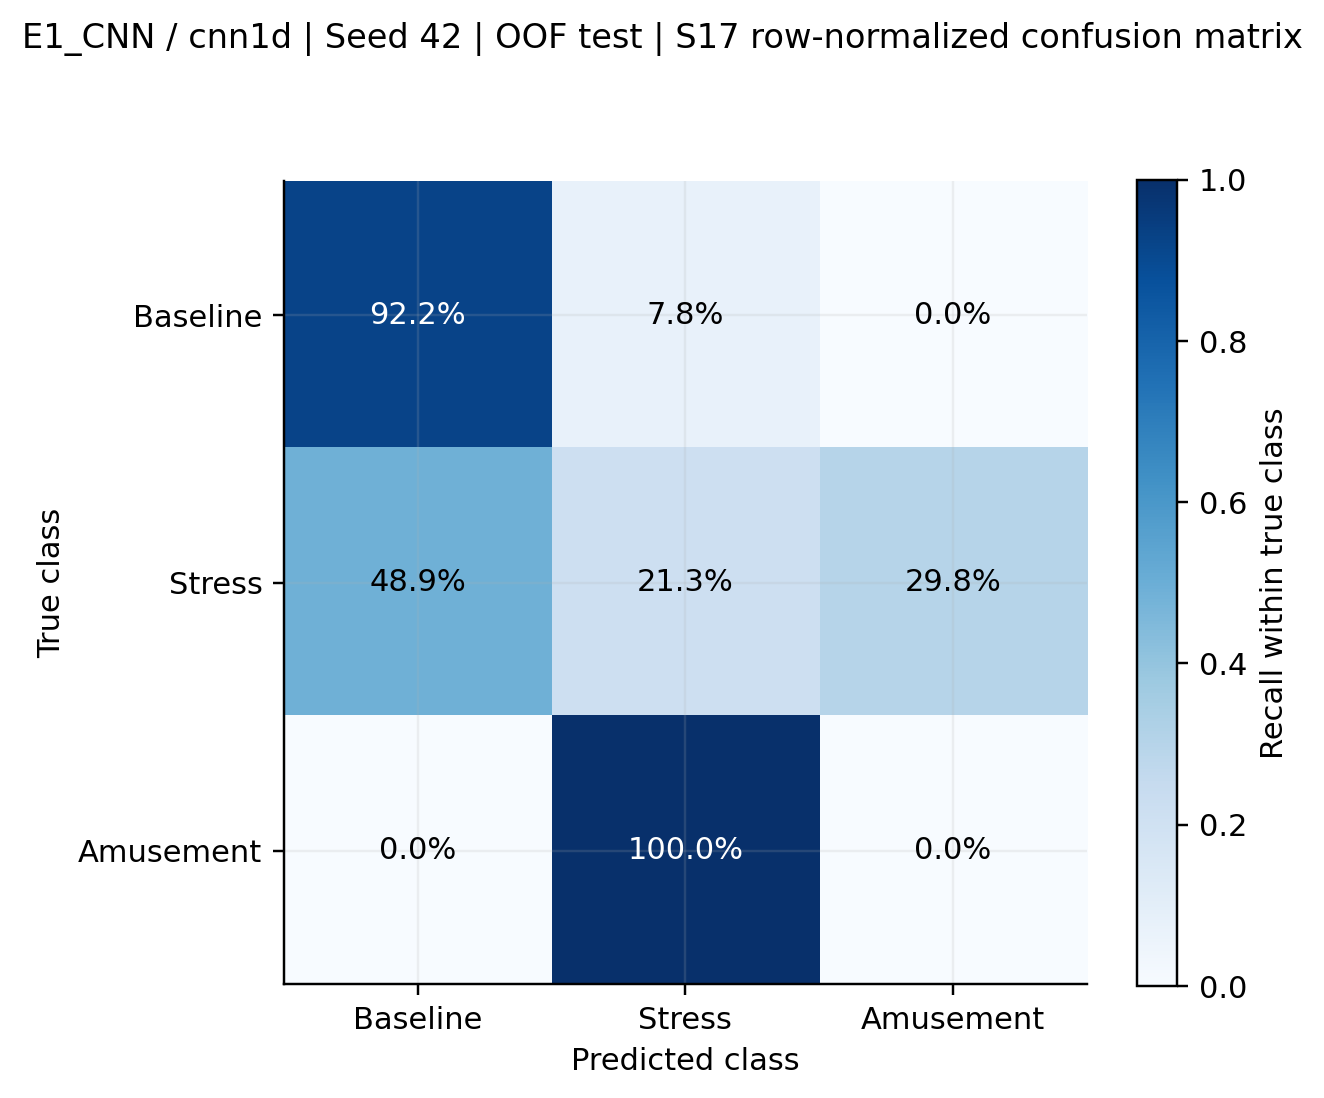 E1_CNN / cnn1d | Seed 42 | OOF test | S17 row-normalized confusion matrix
Baseline 92.2% 7.8% 0.0%
Stress 48.9% 21.3% 29.8%
Amusement 0.0% 100.0% 0.0%
Baseline Stress Amusement
Predicted class
True class
1.0
0.8
0.6
0.4
0.2
0.0
Recall within true class